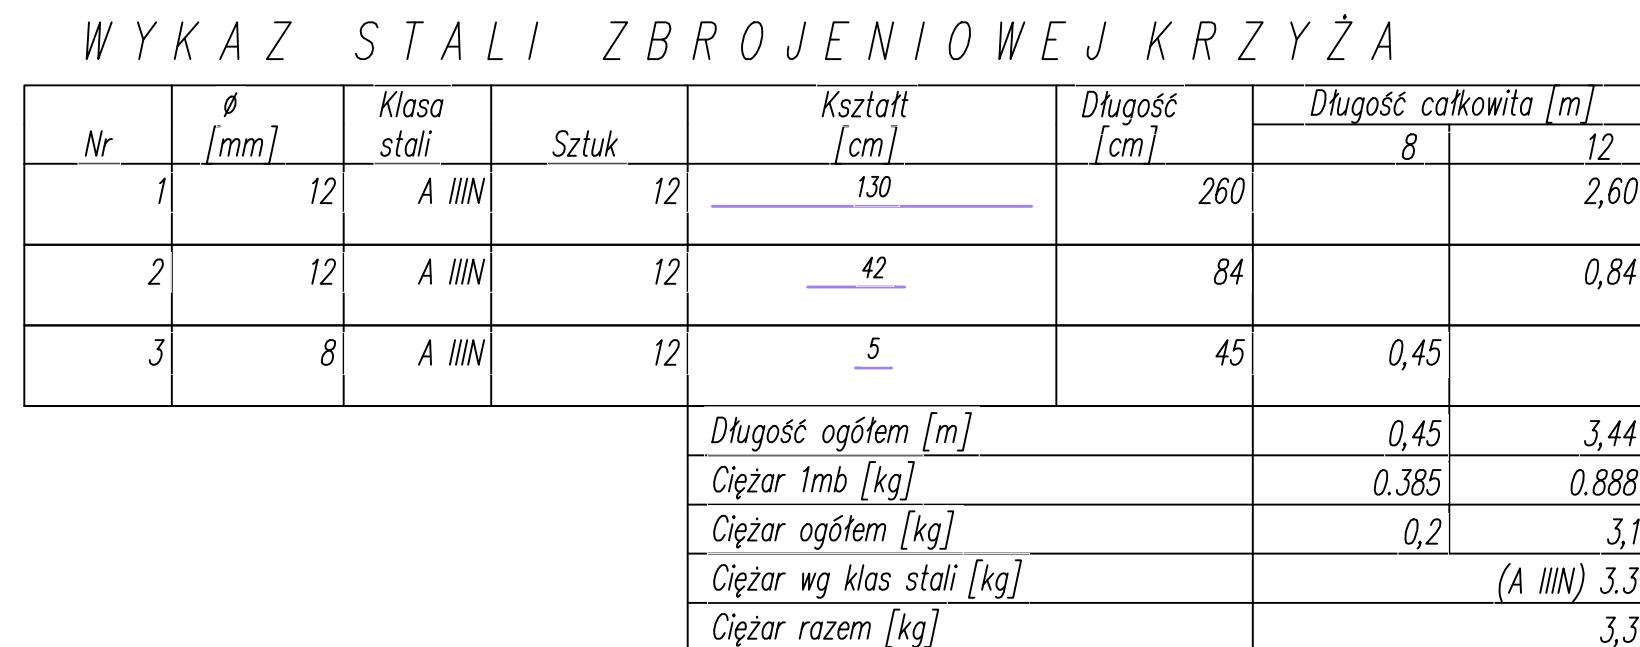 WYKAZ STALI ZBROJENIOWEJ KRZYŻA
Nr ø [mm] Klasa stali Sztuk Kształt [cm] Długość [cm] Długość całkowita [m]
8 12
1 12 A IIIN 12 130 260 2,60
2 12 A IIIN 12 42 84 0,84
3 8 A IIIN 12 5 45 0,45
Długość ogółem [m] 0,45 3,44
Ciężar 1mb [kg] 0.385 0.888
Ciężar ogółem [kg] 0,2 3,1
Ciężar wg klas stali [kg] (A IIIN) 3.3
Ciężar razem [kg] 3,3